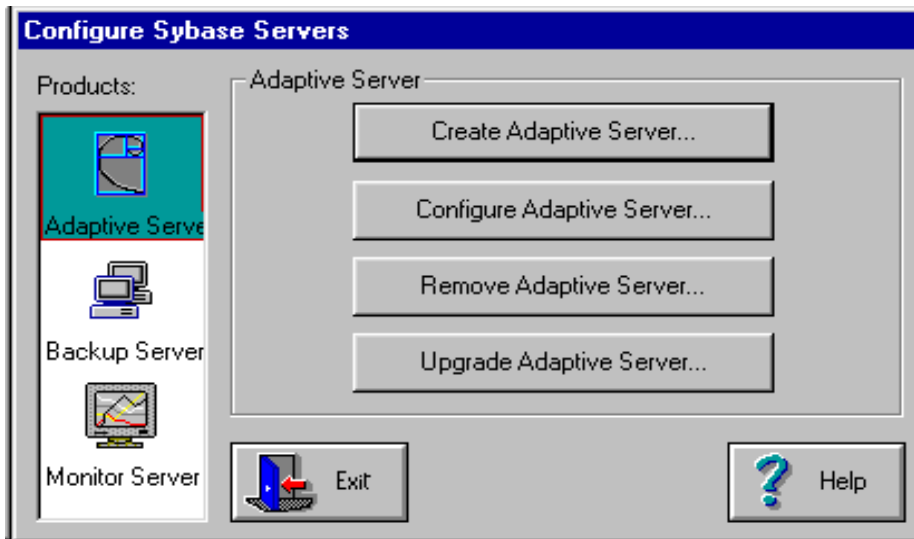 Configure Sybase Servers
Products:
Adaptive Serve
Backup Server
Monitor Server
Adaptive Server
Create Adaptive Server...
Configure Adaptive Server...
Remove Adaptive Server...
Upgrade Adaptive Server...
Exit
Help